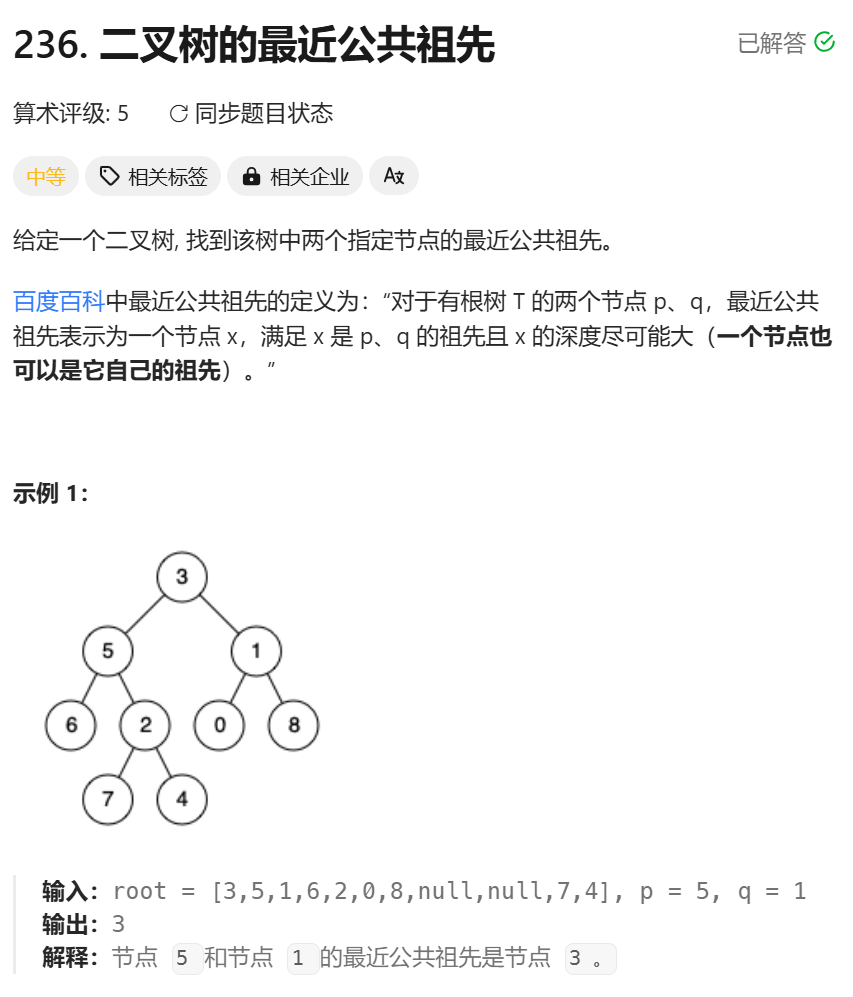 236. 二叉树的最近公共祖先
已解答
算术评级: 5 同步题目状态
中等 相关标签 相关企业
给定一个二叉树, 找到该树中两个指定节点的最近公共祖先。
百度百科中最近公共祖先的定义为：“对于有根树 T 的两个节点 p、q，最近公共
祖先表示为一个节点 x，满足 x 是 p、q 的祖先且 x 的深度尽可能大（一个节点也
可以是它自己的祖先）。”
示例 1：
3
5 1
6 2 0 8
7 4
输入：root = [3,5,1,6,2,0,8,null,null,7,4], p = 5, q = 1
输出：3
解释：节点 5 和节点 1 的最近公共祖先是节点 3 。